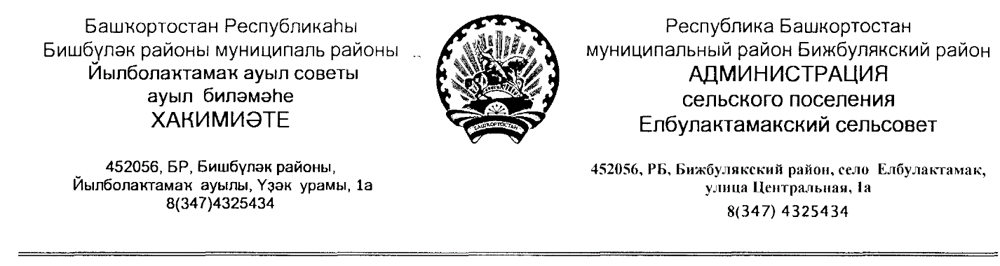 Башҡортостан Республикаһы
Бишбүләк районы муниципаль районы
Йылболаҡтамаҡ ауыл советы
ауыл биләмәһе
ХАКИМИӘТЕ
452056, БР, Бишбүләк районы,
Йылболаҡтамаҡ ауылы, Үҙәк урамы, 1а
8(347)4325434
БАШҠОРТОСТАН
Республика Башкортостан
муниципальный район Бижбулякский район
АДМИНИСТРАЦИЯ
сельского поселения
Елбулактамакский сельсовет
452056, РБ, Бижбулякский район, село Елбулактамак,
улица Центральная, 1а
8(347) 4325434